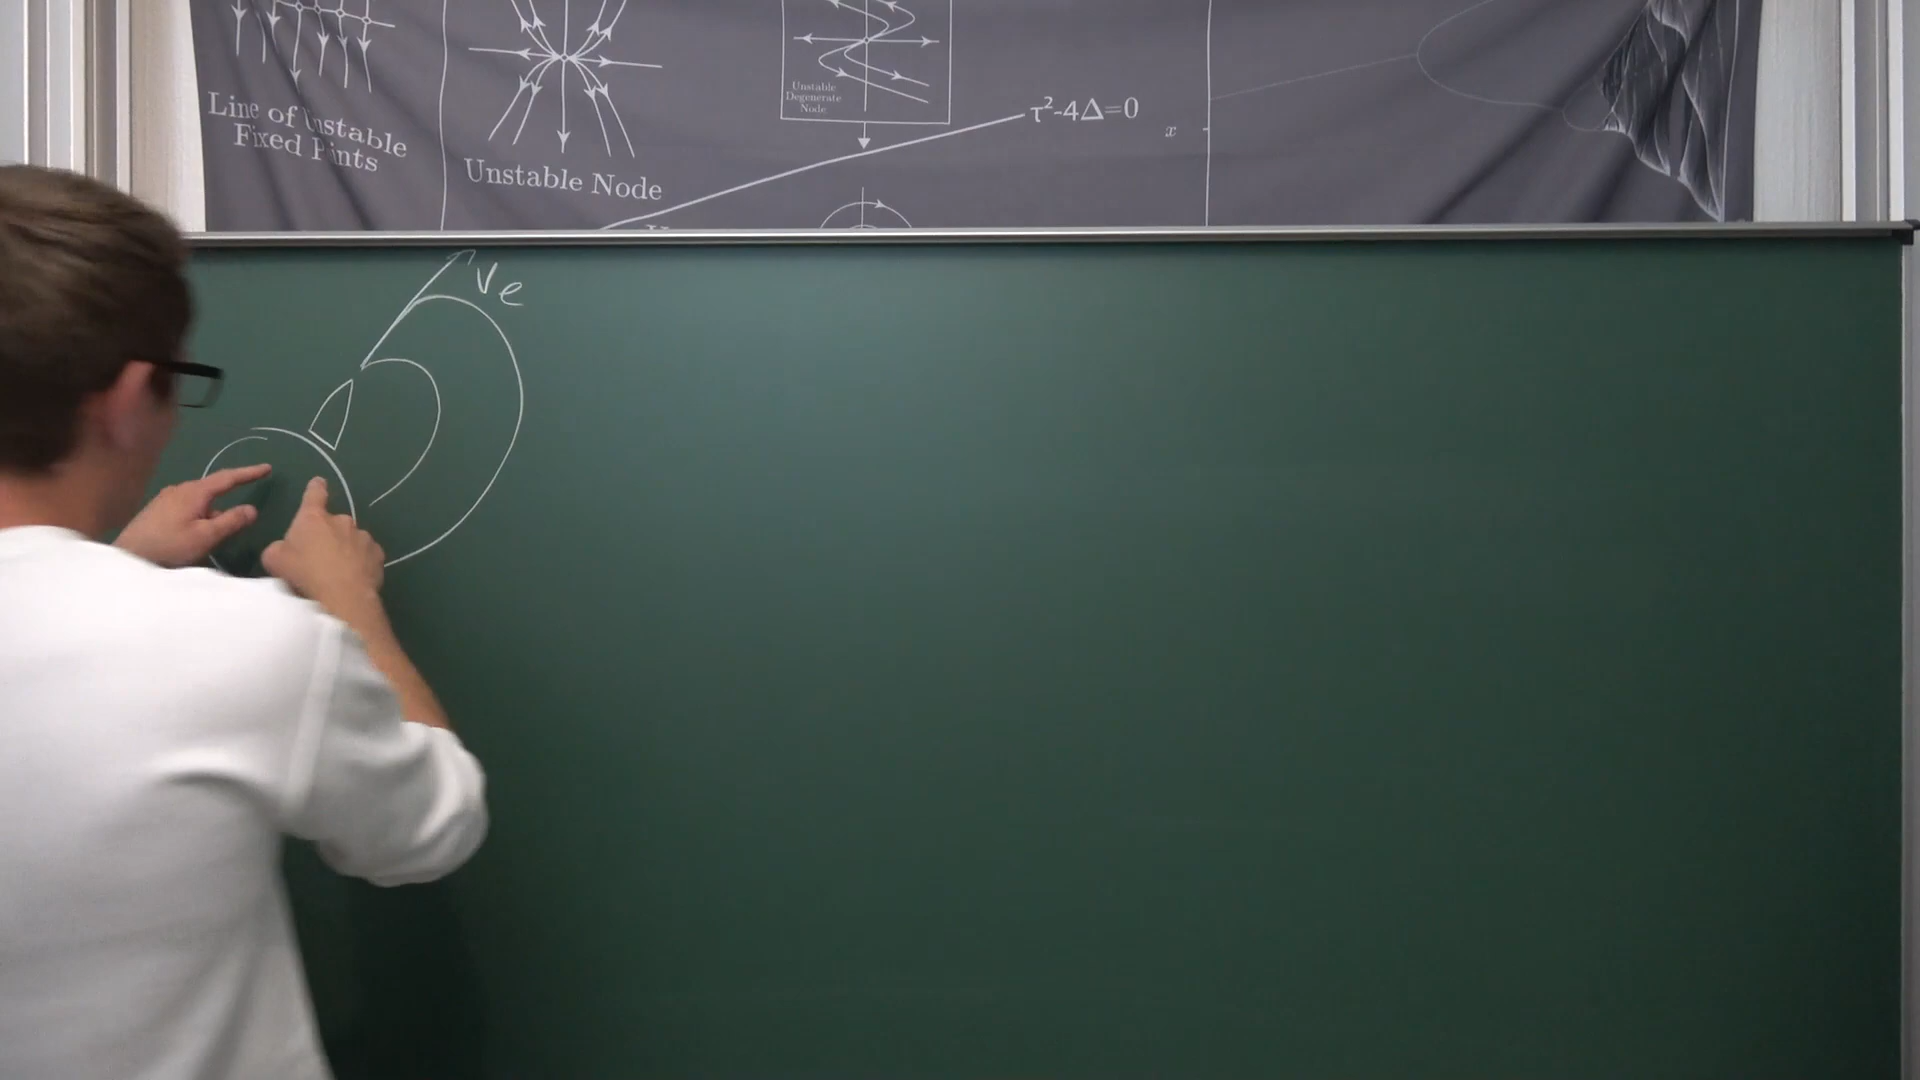 Line of Unstable
Fixed Points
Unstable Node
Unstable
Degenerate
Node
τ²-4Δ=0
x
ve